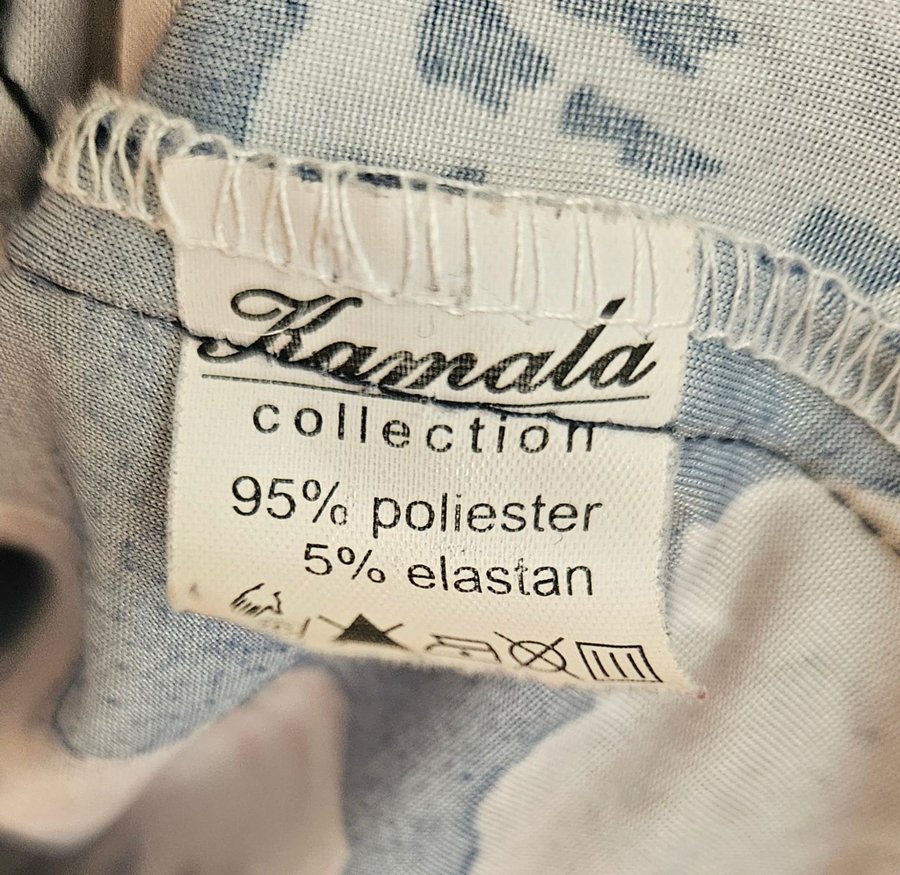 Kamala
collection
95% poliester
5% elastan